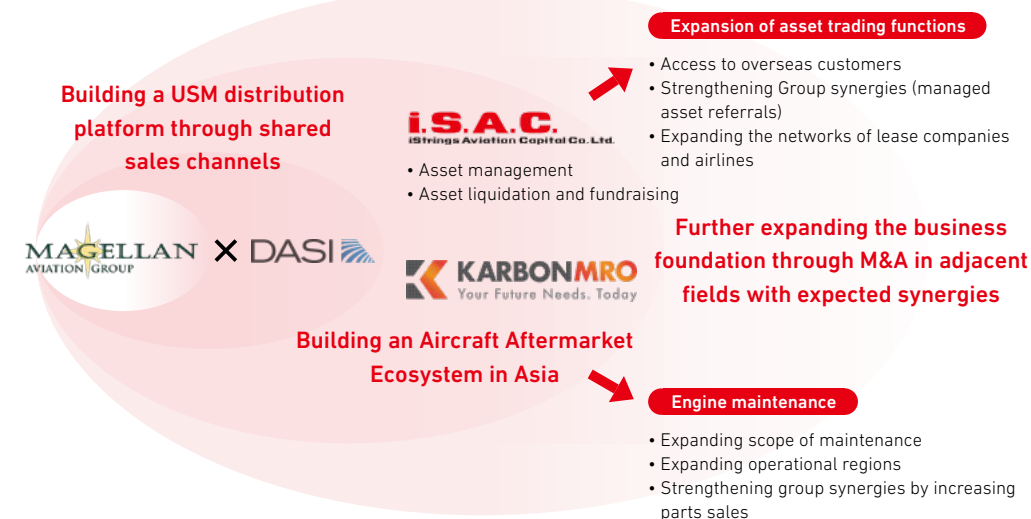 Building a USM distribution
platform through shared
sales channels
MAGELLAN
AVIATION GROUP
× DASI
i.S.A.C.
iStrings Aviation Capital Co.Ltd.
• Asset management
• Asset liquidation and fundraising
KARBONMRO
Your Future Needs. Today
Building an Aircraft Aftermarket
Ecosystem in Asia
Expansion of asset trading functions
• Access to overseas customers
• Strengthening Group synergies (managed
asset referrals)
• Expanding the networks of lease companies
and airlines
Further expanding the business
foundation through M&A in adjacent
fields with expected synergies
Engine maintenance
• Expanding scope of maintenance
• Expanding operational regions
• Strengthening group synergies by increasing
parts sales